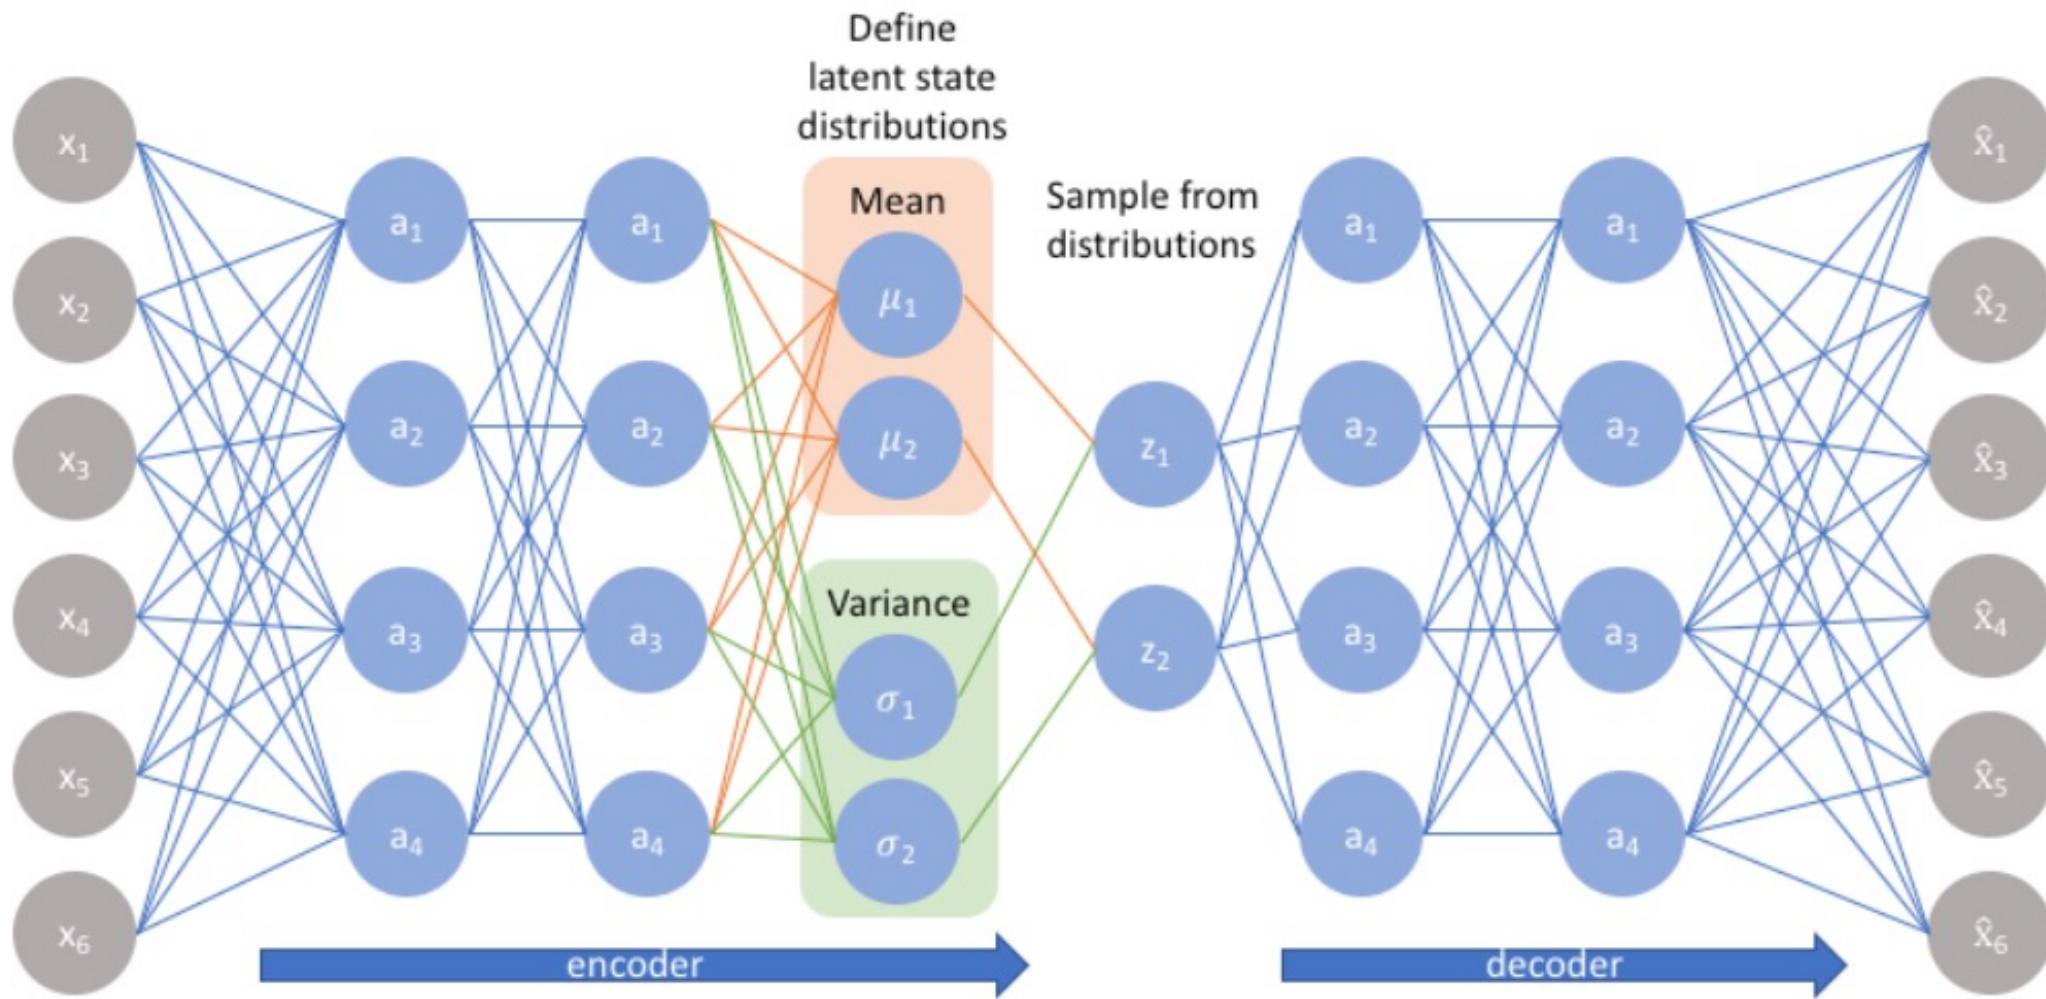 Define
latent state
distributions
Mean
Sample from
distributions
Variance
x₁
x₂
x₃
x₄
x₅
x₆
a₁
a₂
a₃
a₄
a₁
a₂
a₃
a₄
μ₁
μ₂
σ₁
σ₂
z₁
z₂
a₁
a₂
a₃
a₄
a₁
a₂
a₃
a₄
x̂₁
x̂₂
x̂₃
x̂₄
x̂₅
x̂₆
encoder
decoder